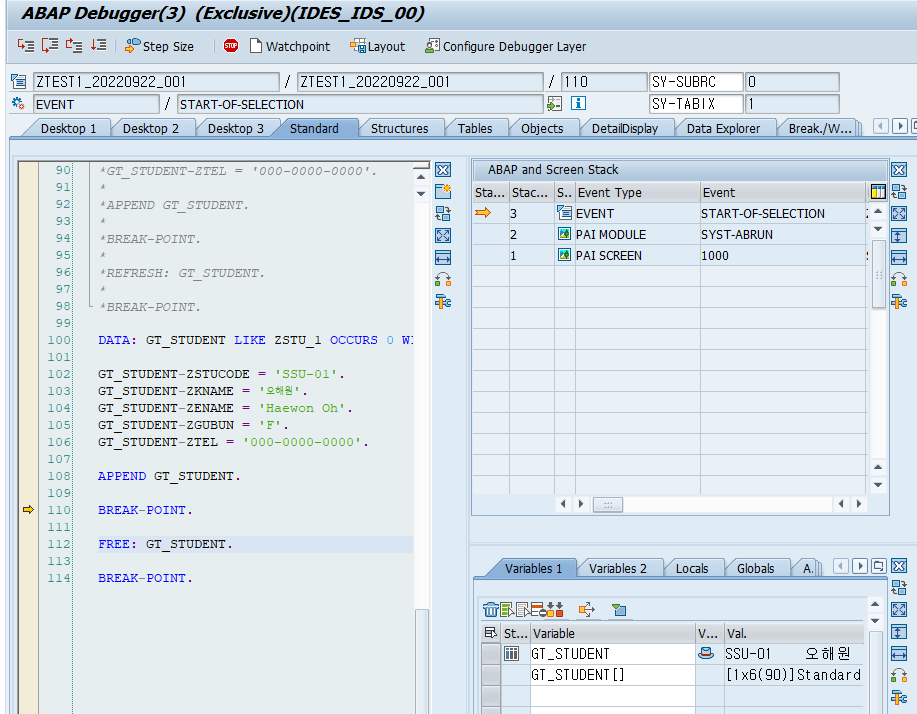 ABAP Debugger(3) (Exclusive)(IDES_IDS_00)
Step Size STOP Watchpoint Layout Configure Debugger Layer
ZTEST1_20220922_001 / ZTEST1_20220922_001 / 110 SY-SUBRC 0
EVENT / START-OF-SELECTION SY-TABIX 1
Desktop 1 Desktop 2 Desktop 3 Standard Structures Tables Objects DetailDisplay Data Explorer Break./W...
90 *GT_STUDENT-ZTEL = '000-0000-0000'.
91 *
92 *APPEND GT_STUDENT.
93 *
94 *BREAK-POINT.
95 *
96 *REFRESH: GT_STUDENT.
97 *
98 *BREAK-POINT.
99
100 DATA: GT_STUDENT LIKE ZSTU_1 OCCURS 0 WI
101
102 GT_STUDENT-ZSTUCODE = 'SSU-01'.
103 GT_STUDENT-ZKNAME = '오해원'.
104 GT_STUDENT-ZENAME = 'Haewon Oh'.
105 GT_STUDENT-ZGUBUN = 'F'.
106 GT_STUDENT-ZTEL = '000-0000-0000'.
107
108 APPEND GT_STUDENT.
109
110 BREAK-POINT.
111
112 FREE: GT_STUDENT.
113
114 BREAK-POINT.
ABAP and Screen Stack
Sta... Stac... S.. Event Type Event
3 EVENT START-OF-SELECTION
2 PAI MODULE SYST-ABRUN
1 PAI SCREEN 1000
Variables 1 Variables 2 Locals Globals A.
St... Variable V... Val.
GT_STUDENT SSU-01 오해원
GT_STUDENT[] [1x6(90)]Standard